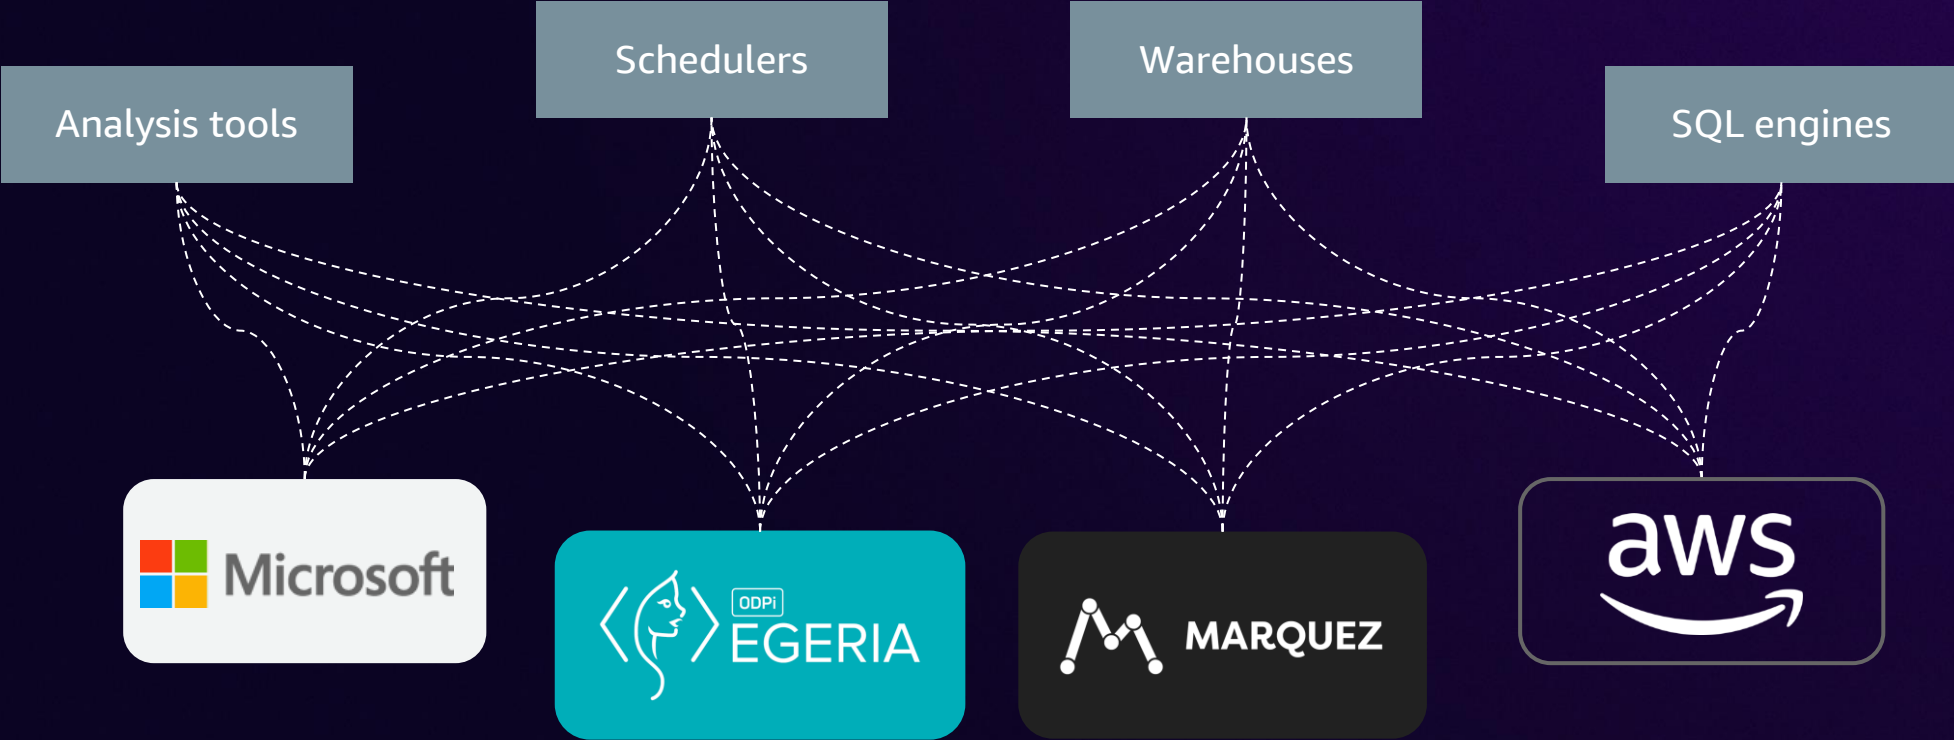 Schedulers
Warehouses
Analysis tools
SQL engines
Microsoft
ODPi
EGERIA
MARQUEZ
aws